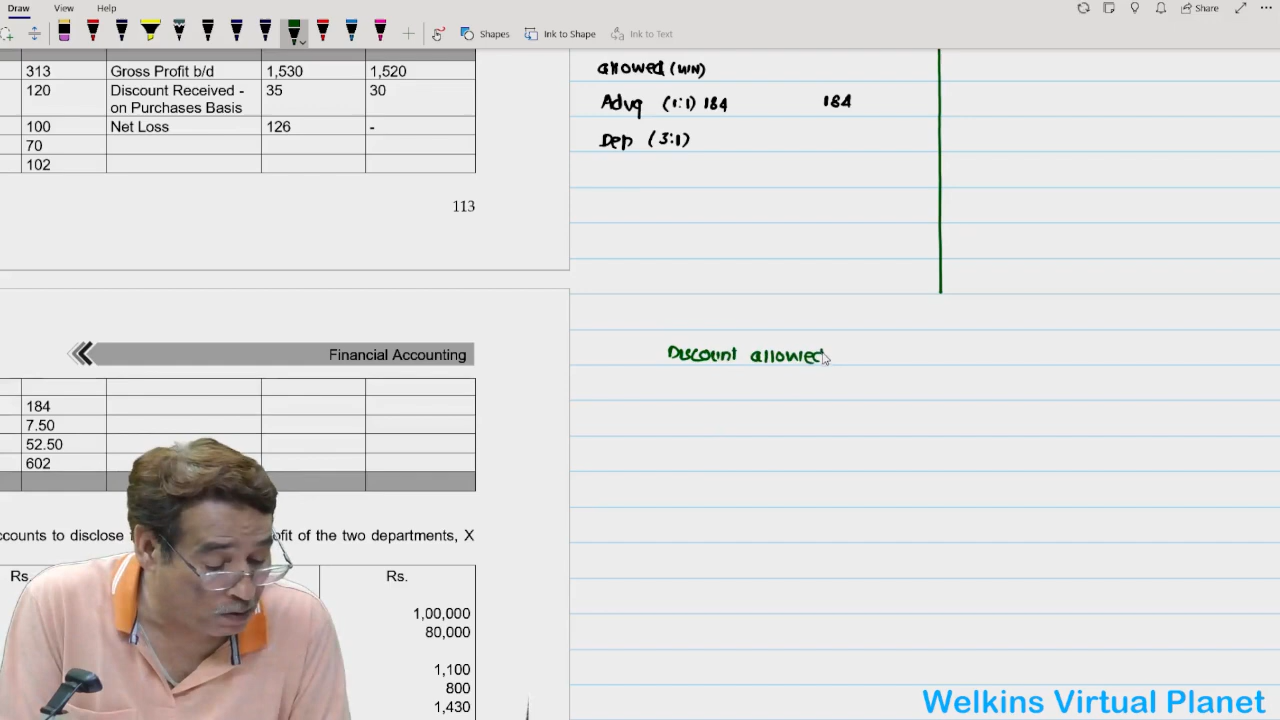 Draw View Help
Share
Shapes Ink to Shape Ink to Text
313 Gross Profit b/d 1,530 1,520
120 Discount Received - 35 30
on Purchases Basis
100 Net Loss 126 -
70
102
113
Financial Accounting
184
7.50
52.50
602
ccounts to disclose t ofit of the two departments, X
Rs. Rs.
1,00,000
80,000
1,100
800
1,430
allowed (WN)
Adva (1:1) 184 184
Dep (3:1)
Discount allowed
Welkins Virtual Planet